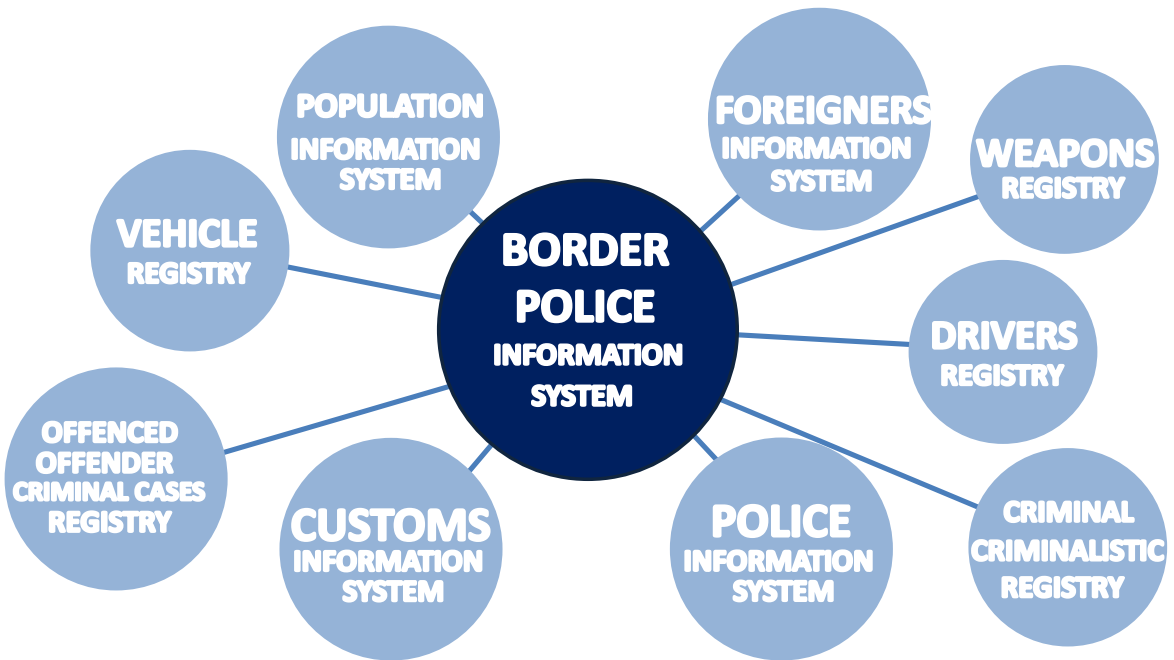 POPULATION
INFORMATION
SYSTEM
FOREIGNERS
INFORMATION
SYSTEM
WEAPONS
REGISTRY
VEHICLE
REGISTRY
BORDER
POLICE
INFORMATION
SYSTEM
DRIVERS
REGISTRY
OFFENCED
OFFENDER
CRIMINAL CASES
REGISTRY
CUSTOMS
INFORMATION
SYSTEM
POLICE
INFORMATION
SYSTEM
CRIMINAL
CRIMINALISTIC
REGISTRY